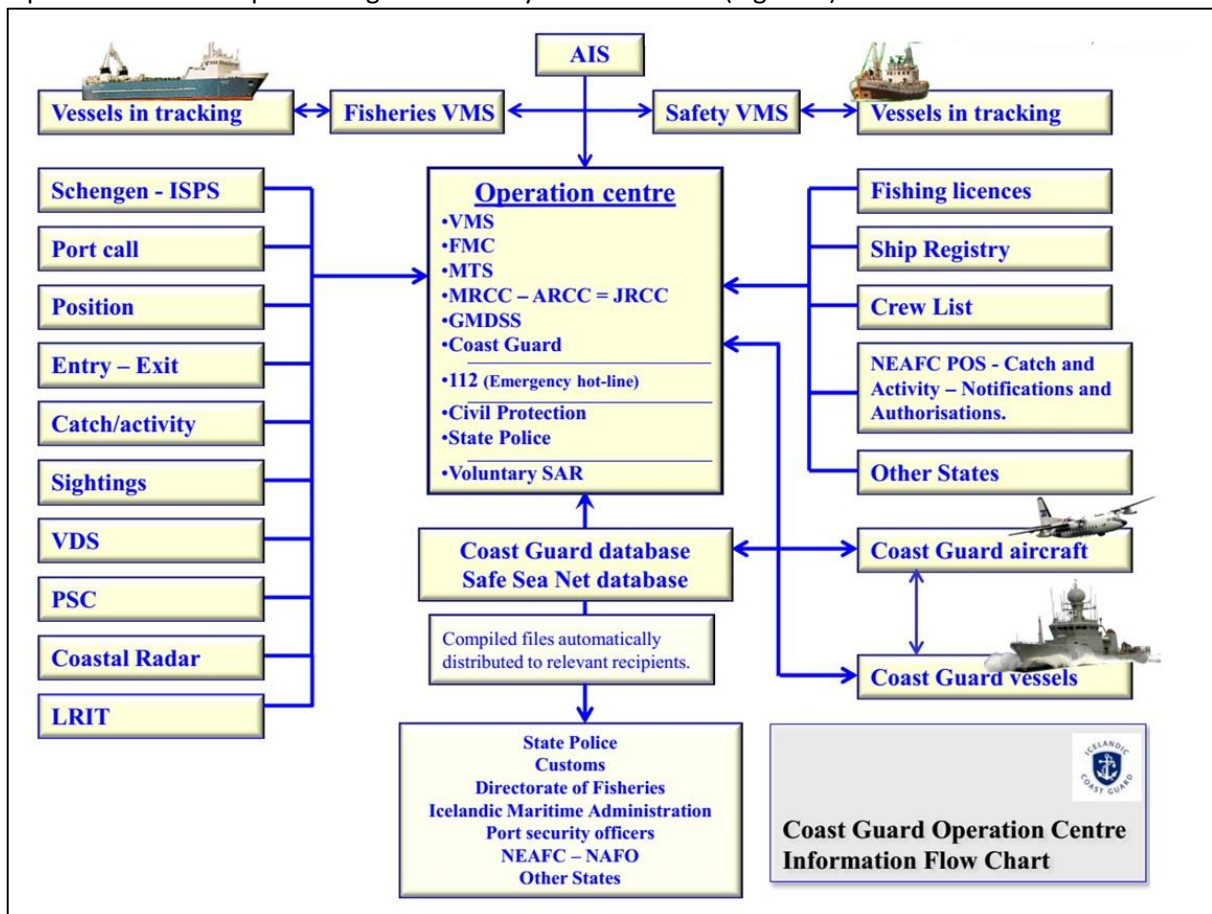 AIS
Vessels in tracking
Fisheries VMS
Safety VMS
Vessels in tracking
Schengen - ISPS
Port call
Position
Entry – Exit
Catch/activity
Sightings
VDS
PSC
Coastal Radar
LRIT
Operation centre
•VMS
•FMC
•MTS
•MRCC – ARCC = JRCC
•GMDSS
•Coast Guard
•112 (Emergency hot-line)
•Civil Protection
•State Police
•Voluntary SAR
Fishing licences
Ship Registry
Crew List
NEAFC POS - Catch and
Activity – Notifications and
Authorisations.
Other States
Coast Guard aircraft
Coast Guard vessels
Coast Guard database
Safe Sea Net database
Compiled files automatically
distributed to relevant recipients.
State Police
Customs
Directorate of Fisheries
Icelandic Maritime Administration
Port security officers
NEAFC – NAFO
Other States
ICELANDIC
COAST GUARD
Coast Guard Operation Centre
Information Flow Chart